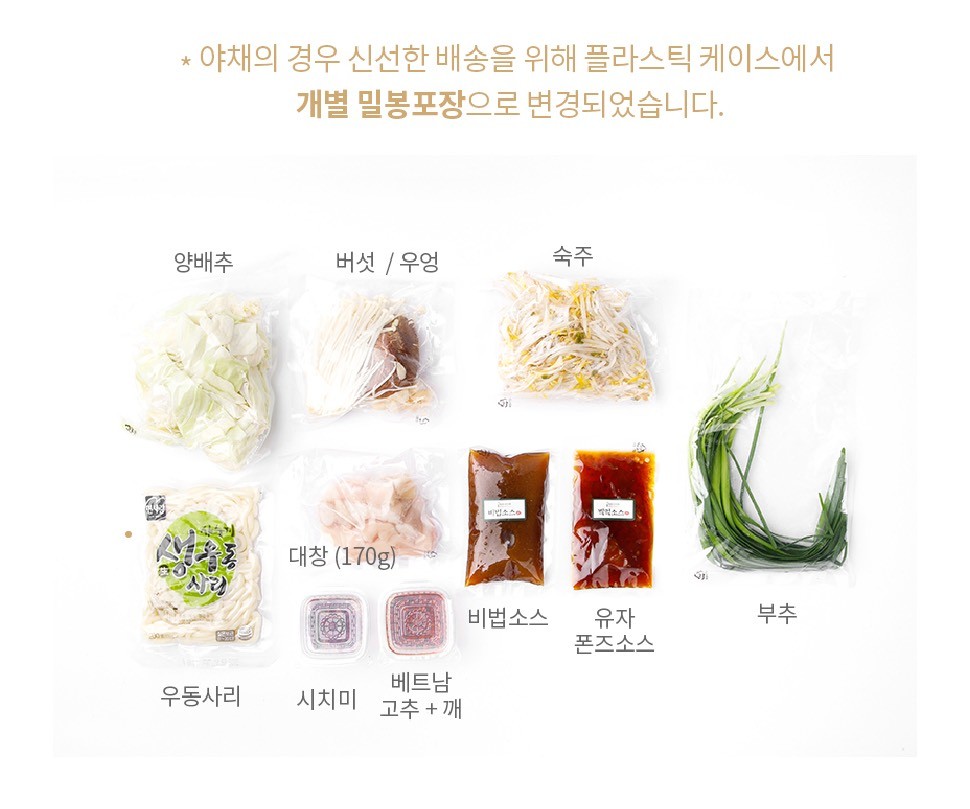 * 야채의 경우 신선한 배송을 위해 플라스틱 케이스에서
개별 밀봉포장으로 변경되었습니다.
양배추
버섯 / 우엉
숙주
생우동
사리
대창 (170g)
비법소스
비법소스
유자
폰즈소스
부추
우동사리
시치미
베트남
고추 + 깨